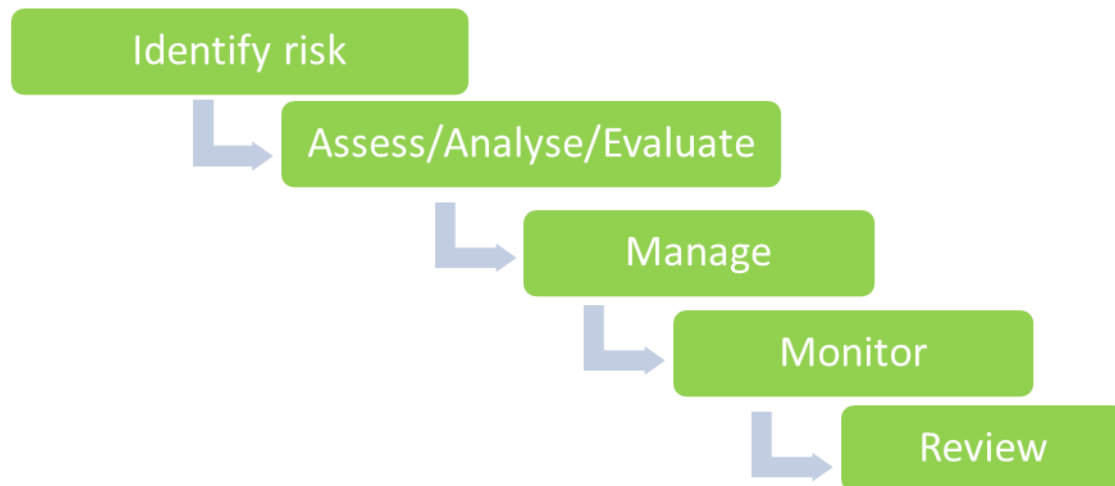 Identify risk
Assess/Analyse/Evaluate
Manage
Monitor
Review